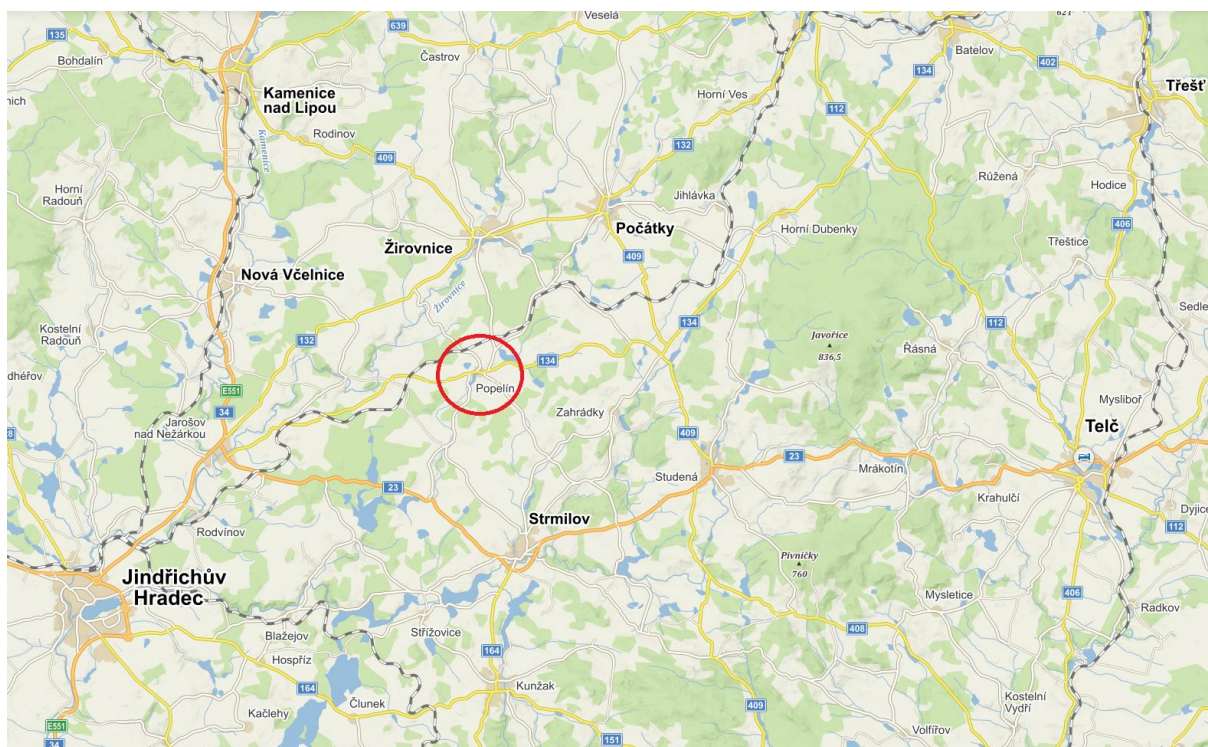 Veselá
621
135
639
Bohdalín
Častrov
Batelov
402
134
Třešť
Kamenice
nad Lipou
Horní Ves
112
Kamenice
Rodinov
132
409
Růžená
Hodice
Horní
Radouň
Jihlávka
406
Počátky
Horní Dubenky
Žirovnice
Třeštice
409
Nová Včelnice
Žirovnice
Sedle
134
112
Kostelní
Radouň
132
Javořice
836,5
Řásná
134
dhéřov
E551
Popelín
Mysliboř
34
Zahrádky
Jarošov
nad Nežárkou
28
409
Telč
23
Studená
Mrákotín
23
Krahulčí
Dyjice
Strmilov
112
Rodvínov
Pivničky
760
Jindřichův
Hradec
406
Mysletice
Radkov
Blažejov
Střížovice
408
Hospříz
164
164
Kunžak
Člunek
Kostelní
Vydří
Kačlehy
409
E551
Volfířov
34
151